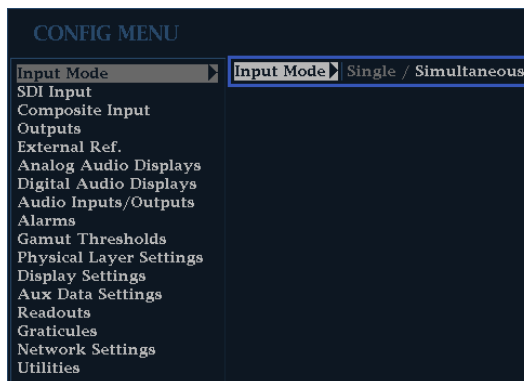 CONFIG MENU
Input Mode
SDI Input
Composite Input
Outputs
External Ref.
Analog Audio Displays
Digital Audio Displays
Audio Inputs/Outputs
Alarms
Gamut Thresholds
Physical Layer Settings
Display Settings
Aux Data Settings
Readouts
Graticules
Network Settings
Utilities
Input Mode Single / Simultaneous